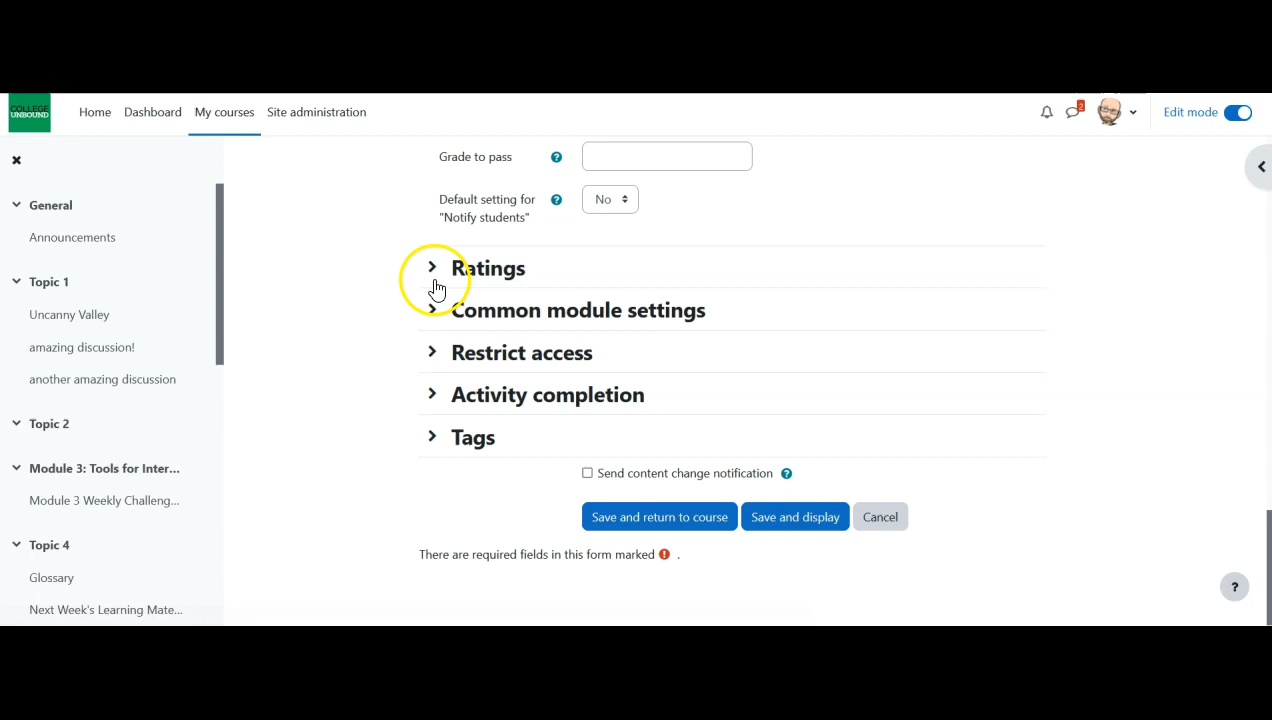 COLLEGE
UNBOUND
Home Dashboard My courses Site administration
2
Edit mode
General
Announcements
Topic 1
Uncanny Valley
amazing discussion!
another amazing discussion
Topic 2
Module 3: Tools for Inter...
Module 3 Weekly Challeng...
Topic 4
Glossary
Next Week's Learning Mate...
Grade to pass ?
Default setting for ? No
"Notify students"
Ratings
Common module settings
Restrict access
Activity completion
Tags
Send content change notification ?
Save and return to course Save and display Cancel
There are required fields in this form marked ! .
?